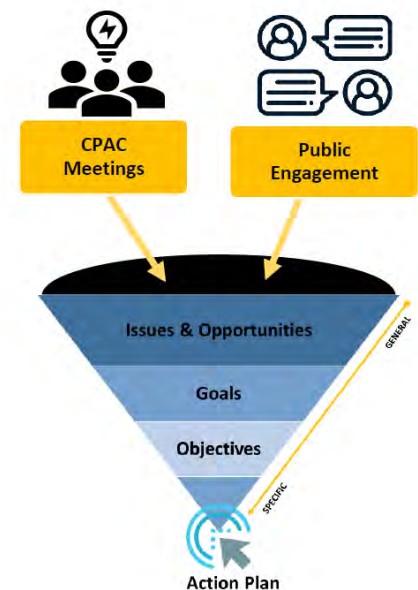 CPAC
Meetings
Public
Engagement
Issues & Opportunities
GENERAL
Goals
Objectives
SPECIFIC
Action Plan